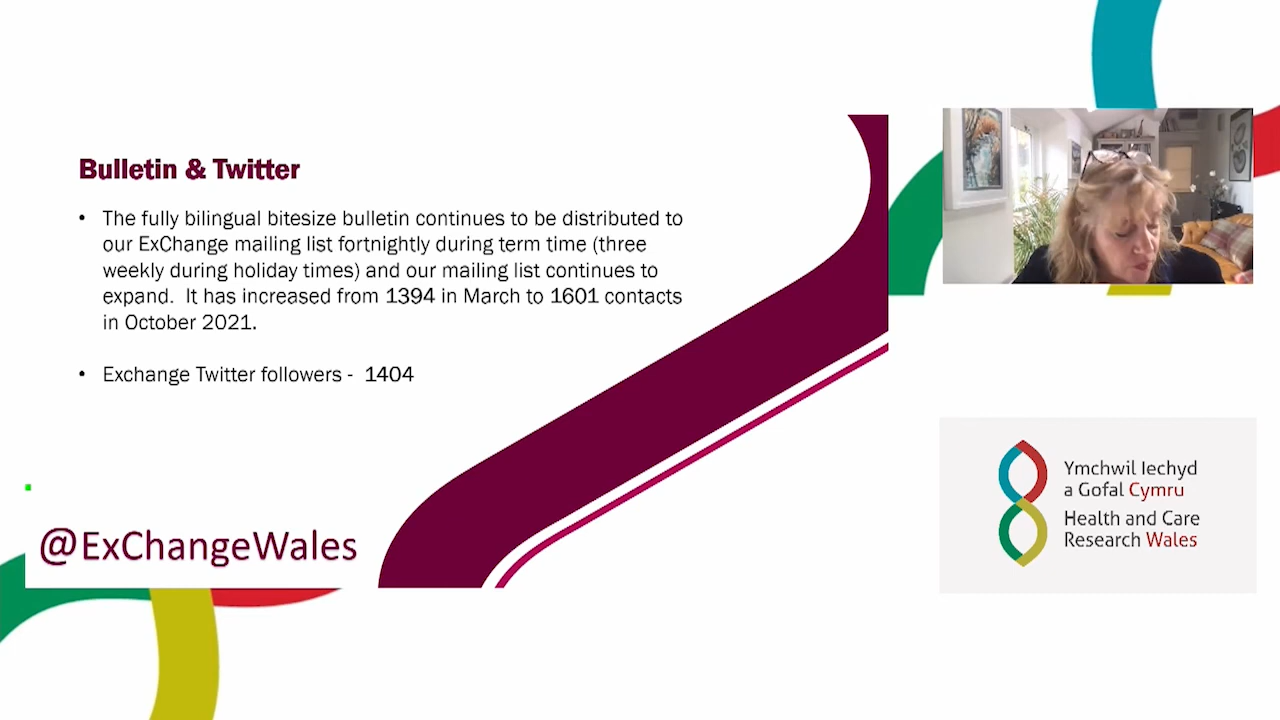 Bulletin & Twitter
• The fully bilingual bitesize bulletin continues to be distributed to
our ExChange mailing list fortnightly during term time (three
weekly during holiday times) and our mailing list continues to
expand.  It has increased from 1394 in March to 1601 contacts
in October 2021.
• Exchange Twitter followers -  1404
@ExChangeWales
Ymchwil Iechyd
a Gofal Cymru
Health and Care
Research Wales